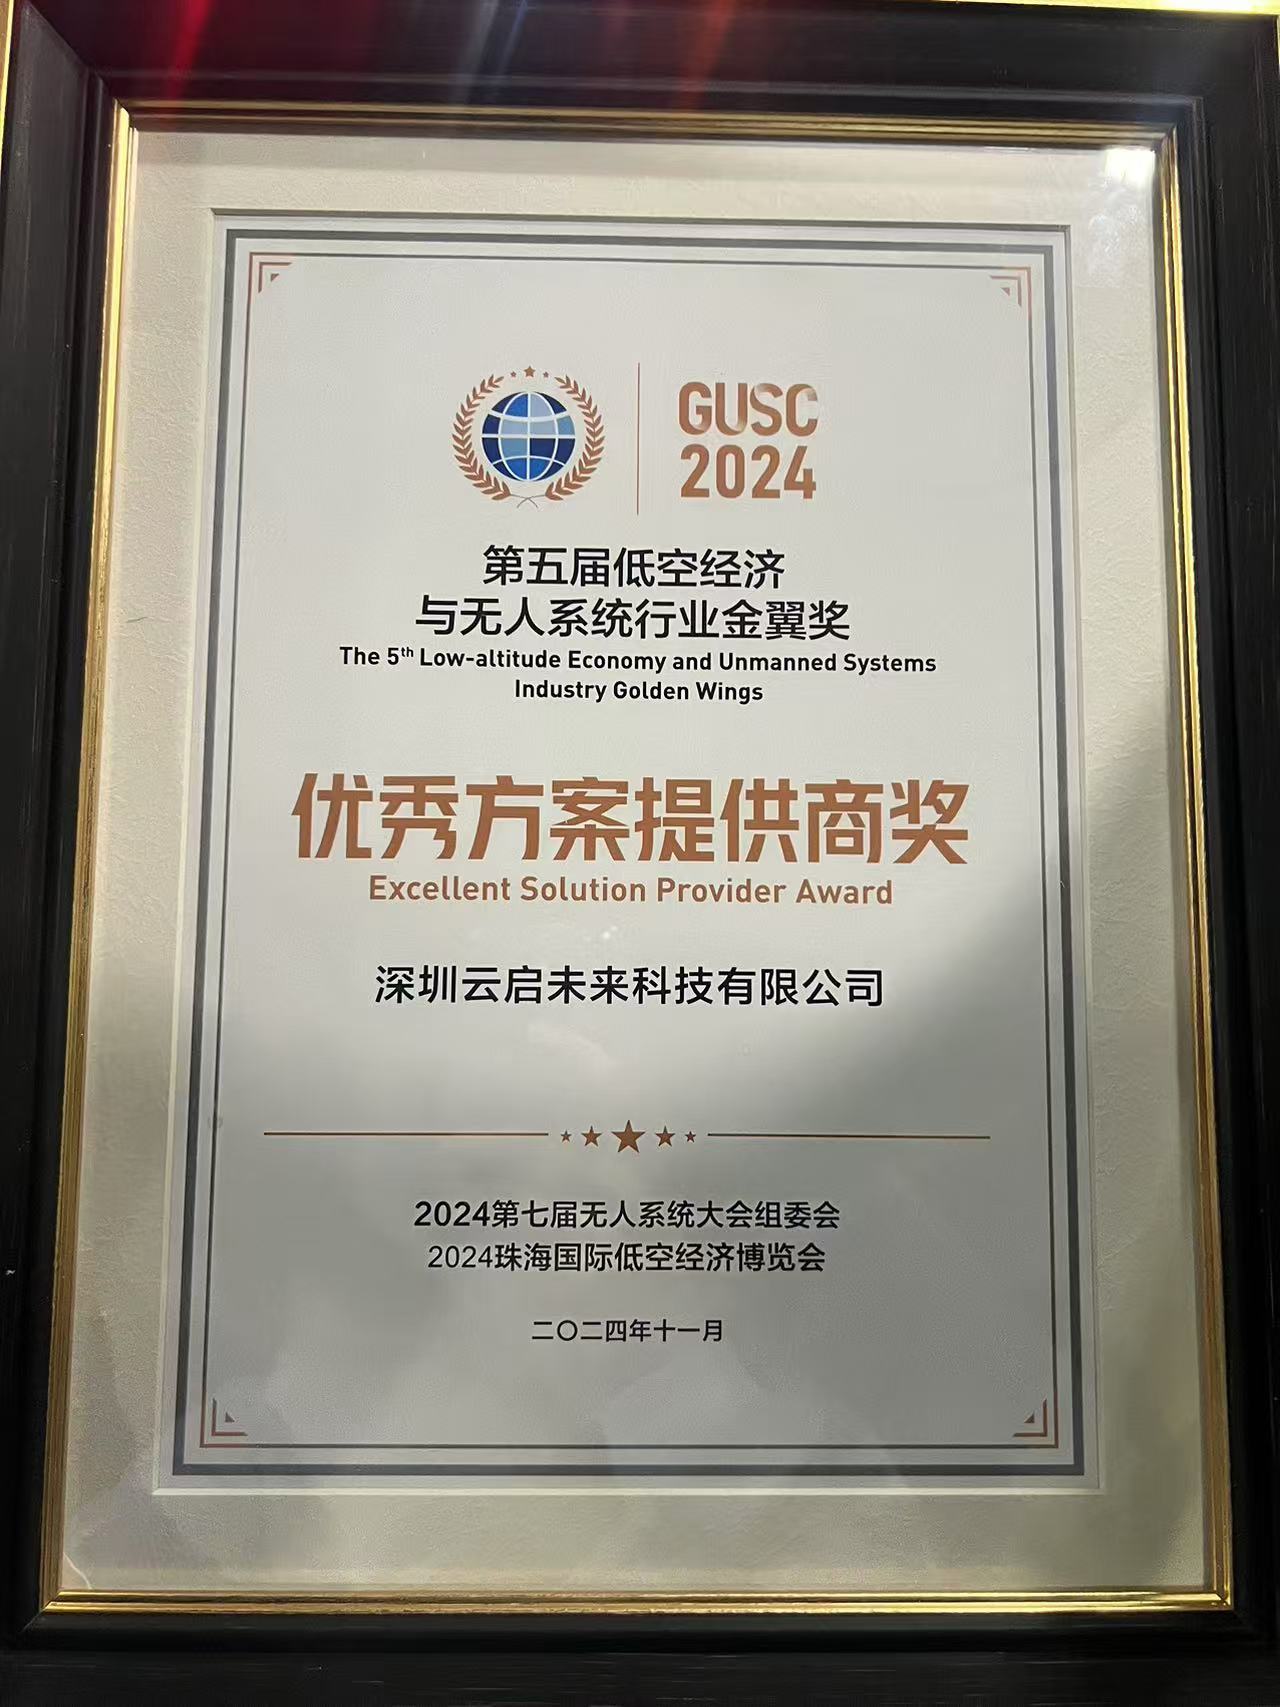 GUSC
2024
第五届低空经济
与无人系统行业金翼奖
The 5th Low-altitude Economy and Unmanned Systems
Industry Golden Wings
优秀方案提供商奖
Excellent Solution Provider Award
深圳云启未来科技有限公司
2024第七届无人系统大会组委会
2024珠海国际低空经济博览会
二〇二四年十一月